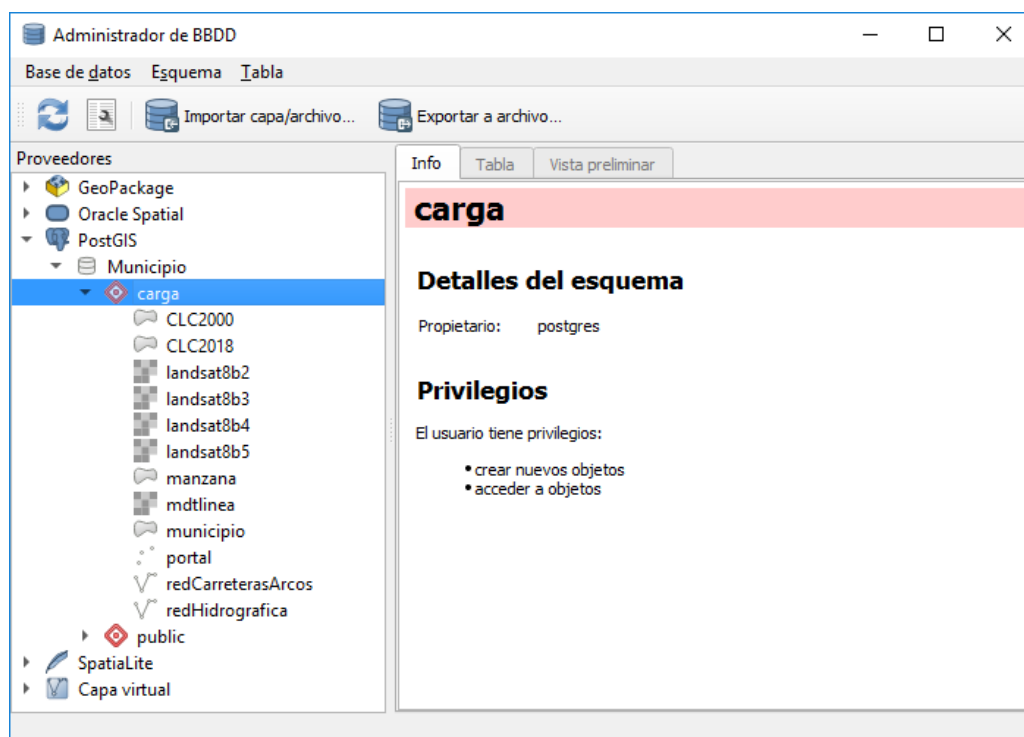 Administrador de BBDD
Base de datos Esquema Tabla
Importar capa/archivo... Exportar a archivo...
Proveedores
GeoPackage
Oracle Spatial
PostGIS
Municipio
carga
CLC2000
CLC2018
landsat8b2
landsat8b3
landsat8b4
landsat8b5
manzana
mdtlinea
municipio
portal
redCarreterasArcos
redHidrografica
public
SpatiaLite
Capa virtual
Info Tabla Vista preliminar
carga
Detalles del esquema
Propietario: postgres
Privilegios
El usuario tiene privilegios:
• crear nuevos objetos
• acceder a objetos